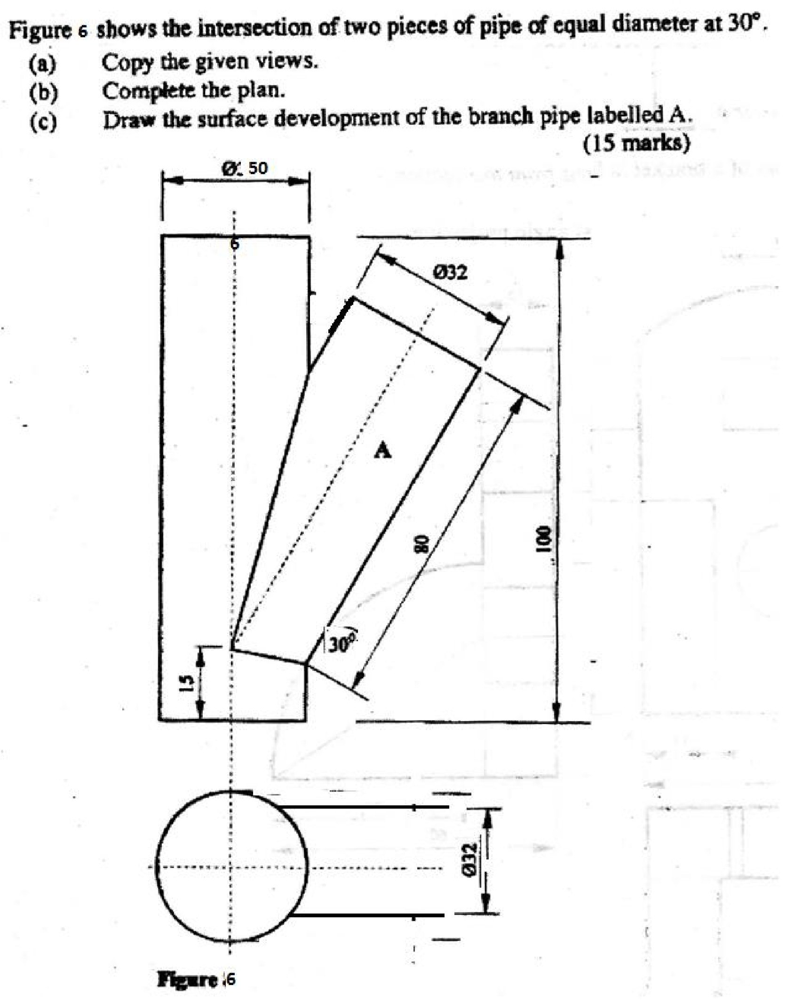 Figure 6 shows the intersection of two pieces of pipe of equal diameter at 30°.
(a) Copy the given views.
(b) Complete the plan.
(c) Draw the surface development of the branch pipe labelled A.
(15 marks)
Ø 50
6
Ø32
A
80
100
30°
15
Ø32
Figure 6